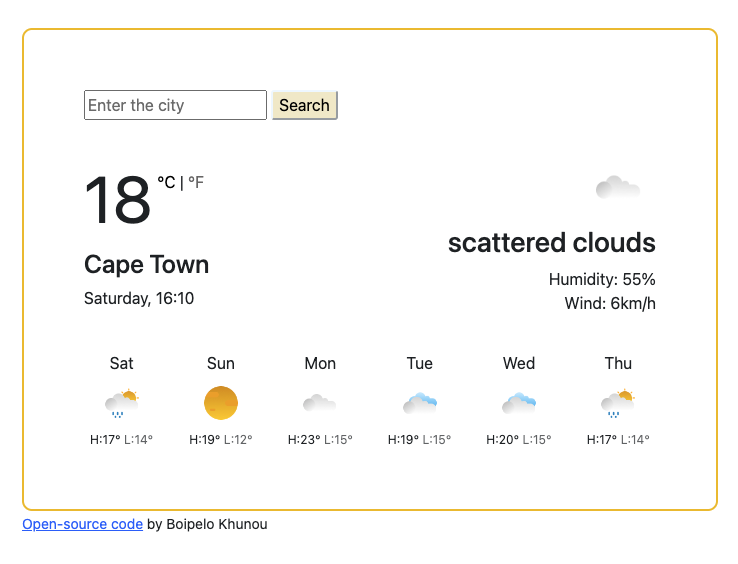 Enter the city Search
18 °C | °F
scattered clouds
Cape Town
Humidity: 55%
Saturday, 16:10
Wind: 6km/h
Sat Sun Mon Tue Wed Thu
H:17° L:14° H:19° L:12° H:23° L:15° H:19° L:15° H:20° L:15° H:17° L:14°
Open-source code by Boipelo Khunou